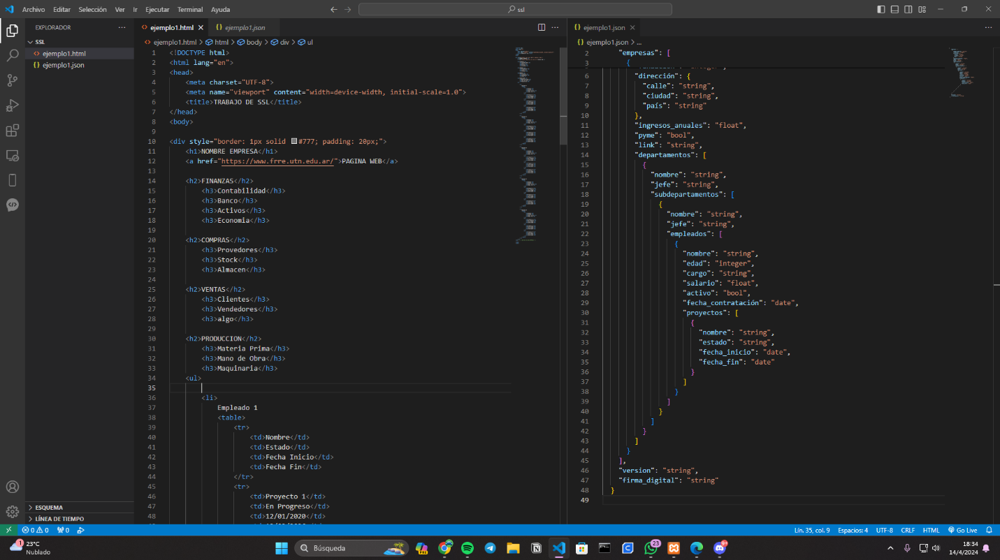 Archivo Editar Selección Ver Ir Ejecutar Terminal Ayuda
ssl
EXPLORADOR
SSL
ejemplo1.html
ejemplo1.json
ESQUEMA
LÍNEA DE TIEMPO
ejemplo1.html ejemplo1.json
ejemplo1.html > html > body > div > ul
1 <!DOCTYPE html>
2 <html lang="en">
3 <head>
4 <meta charset="UTF-8">
5 <meta name="viewport" content="width=device-width, initial-scale=1.0">
6 <title>TRABAJO DE SSL</title>
7 </head>
8 <body>
9
10 <div style="border: 1px solid #777; padding: 20px;">
11 <h1>NOMBRE EMPRESA</h1>
12 <a href="https://www.frre.utn.edu.ar/">PAGINA WEB</a>
13
14 <h2>FINANZAS</h2>
15 <h3>Contabilidad</h3>
16 <h3>Banco</h3>
17 <h3>Activos</h3>
18 <h3>Economia</h3>
19
20 <h2>COMPRAS</h2>
21 <h3>Provedores</h3>
22 <h3>Stock</h3>
23 <h3>Almacen</h3>
24
25 <h2>VENTAS</h2>
26 <h3>Clientes</h3>
27 <h3>Vendedores</h3>
28 <h3>algo</h3>
29
30 <h2>PRODUCCION</h2>
31 <h3>Materia Prima</h3>
32 <h3>Mano de Obra</h3>
33 <h3>Maquinaria</h3>
34 <ul>
35
36 <li>
37 Empleado 1
38 <table>
39 <tr>
40 <td>Nombre</td>
41 <td>Estado</td>
42 <td>Fecha Inicio</td>
43 <td>Fecha Fin</td>
44 </tr>
45 <tr>
46 <td>Proyecto 1</td>
47 <td>En Progreso</td>
48 <td>12/01/2020</td>
ejemplo1.json
ejemplo1.json > ...
2 "empresas": [
3 {
6 "dirección": {
7 "calle": "string",
8 "ciudad": "string",
9 "país": "string"
10 },
11 "ingresos_anuales": "float",
12 "pyme": "bool",
13 "link": "string",
14 "departamentos": [
15 {
16 "nombre": "string",
17 "jefe": "string",
18 "subdepartamentos": [
19 {
20 "nombre": "string",
21 "jefe": "string",
22 "empleados": [
23 {
24 "nombre": "string",
25 "edad": "integer",
26 "cargo": "string",
27 "salario": "float",
28 "activo": "bool",
29 "fecha_contratación": "date",
30 "proyectos": [
31 {
32 "nombre": "string",
33 "estado": "string",
34 "fecha_inicio": "date",
35 "fecha_fin": "date"
36 }
37 ]
38 }
39 ]
40 }
41 ]
42 }
43 ]
44 }
45 ],
46 "version": "string",
47 "firma_digital": "string"
48 }
49
0 0 0 Lín. 35, col. 9 Espacios: 4 UTF-8 CRLF HTML Go Live
1 23°C
Nublado
Búsqueda
PRE
23
9+
18:34
14/4/2024